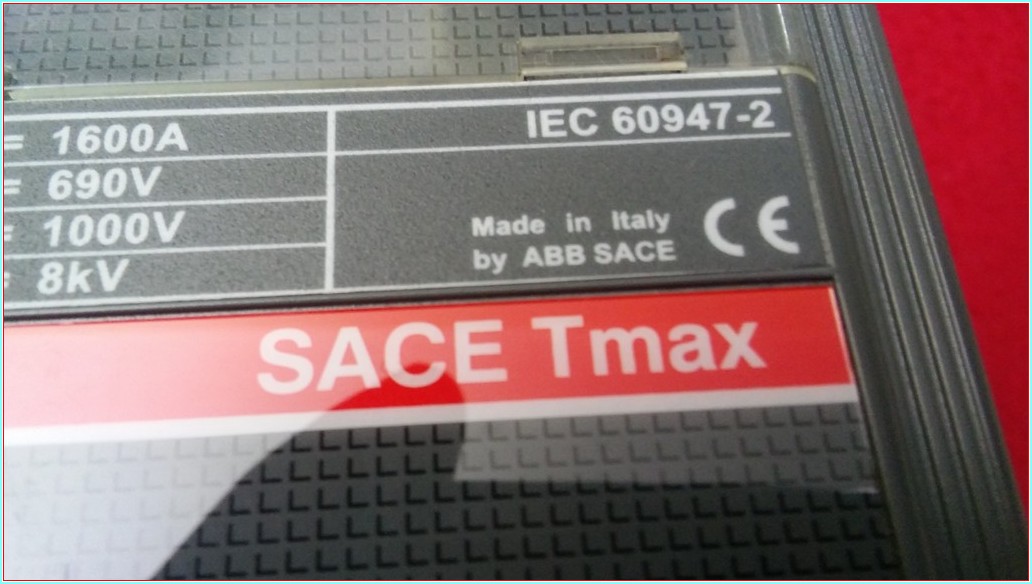 = 1600A
IEC 60947-2
= 690V
= 1000V
= 8kV
Made in Italy
by ABB SACE
CE
SACE Tmax